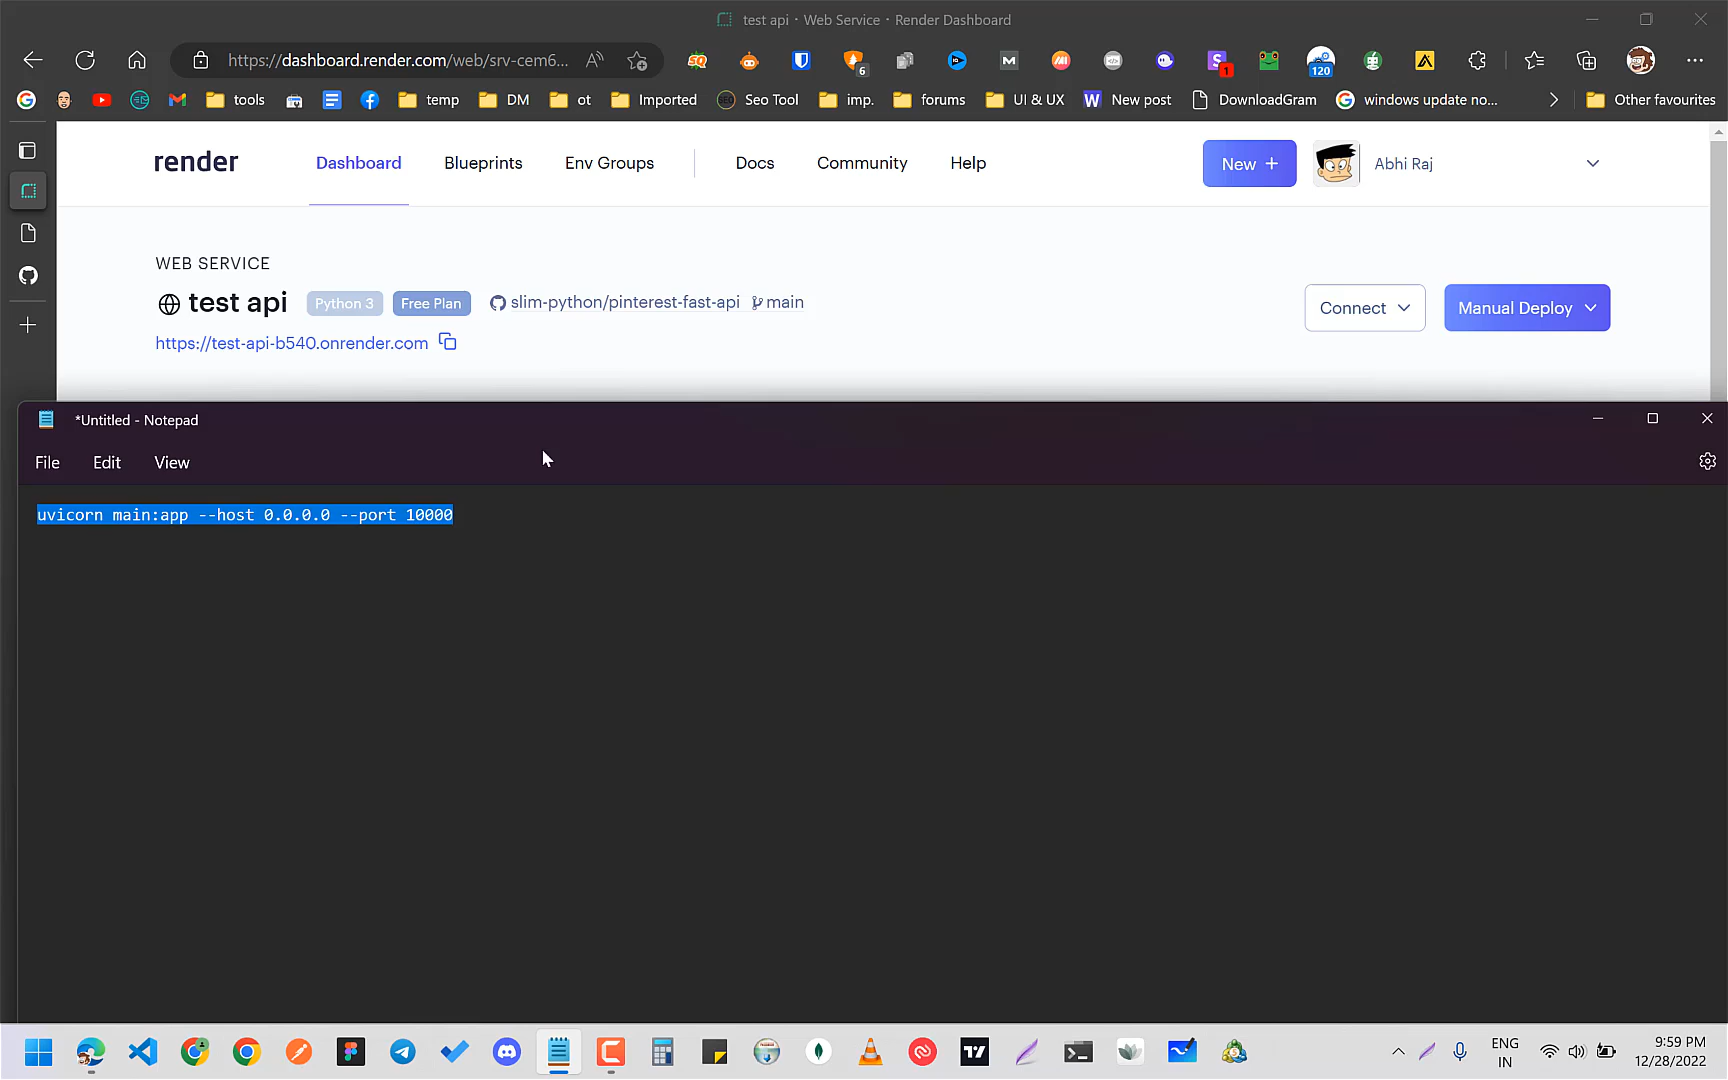 test api · Web Service · Render Dashboard
https://dashboard.render.com/web/srv-cem6...
6
1
120
tools
temp
DM
ot
Imported
Seo Tool
imp.
forums
UI & UX
New post
DownloadGram
windows update no...
Other favourites
render
Dashboard
Blueprints
Env Groups
Docs
Community
Help
New +
Abhi Raj
WEB SERVICE
test api
Python 3
Free Plan
slim-python/pinterest-fast-api
main
Connect
Manual Deploy
https://test-api-b540.onrender.com
*Untitled - Notepad
File
Edit
View
uvicorn main:app --host 0.0.0.0 --port 10000
ENG
IN
9:59 PM
12/28/2022